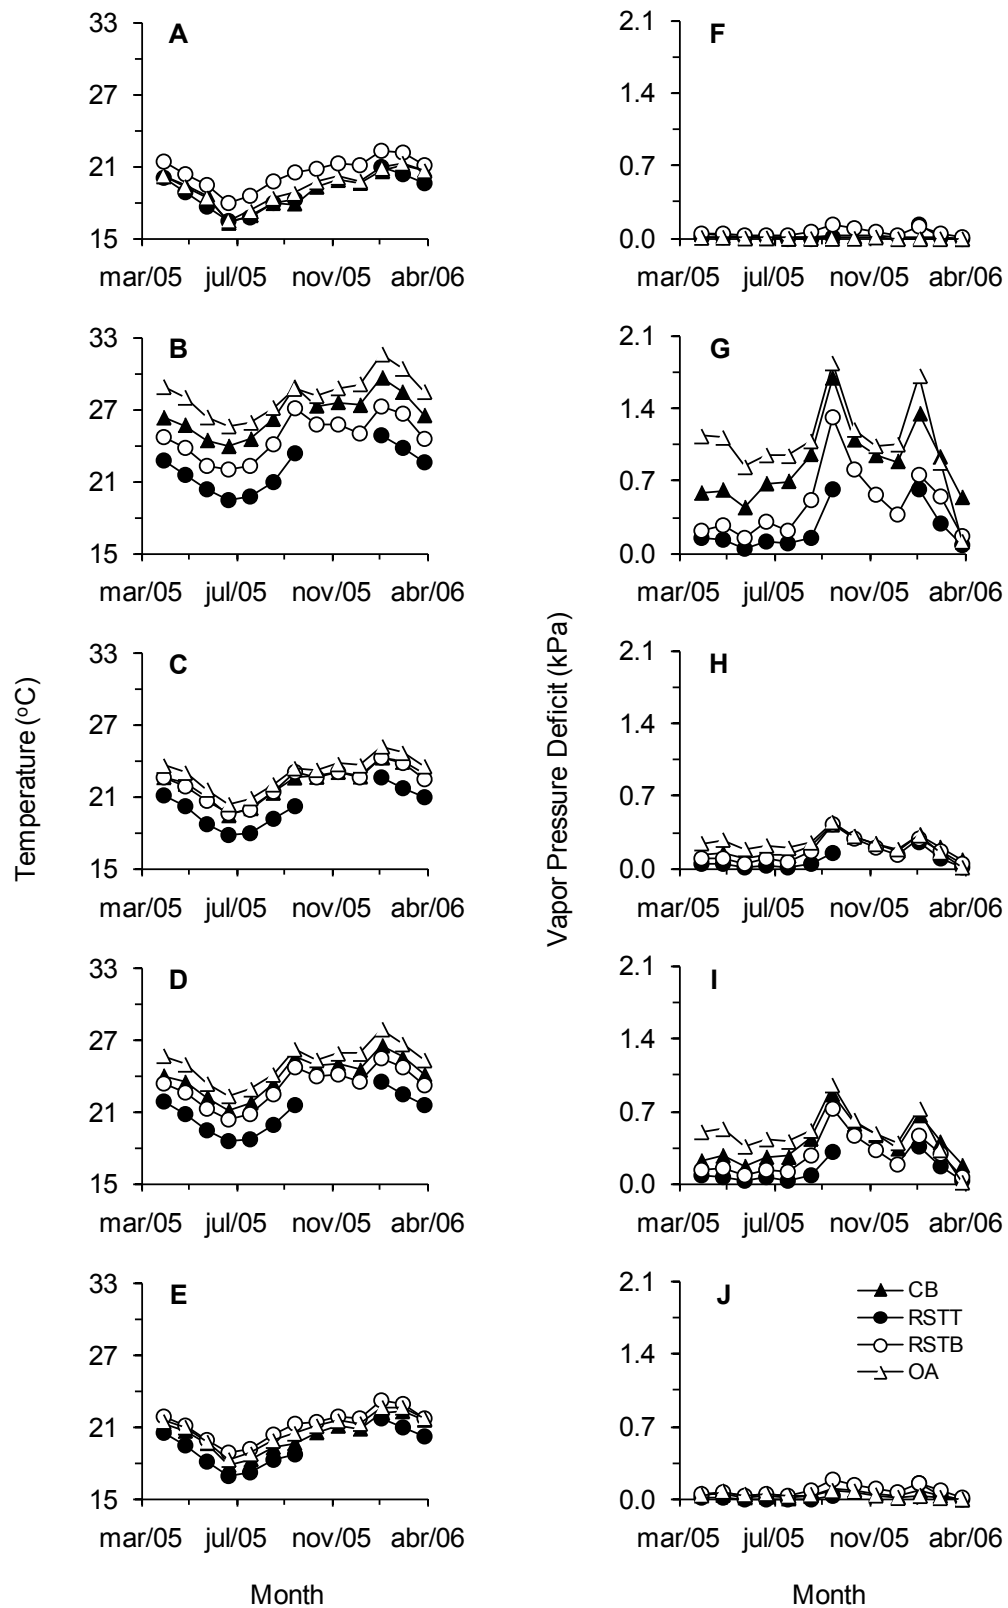 A
33
27
21
15
mar/05 jul/05 nov/05 abr/06
F
2.1
1.4
0.7
0.0
mar/05 jul/05 nov/05 abr/06
B
33
27
21
15
mar/05 jul/05 nov/05 abr/06
G
2.1
1.4
0.7
0.0
mar/05 jul/05 nov/05 abr/06
Temperature (ºC)
Vapor Pressure Deficit (kPa)
C
33
27
21
15
mar/05 jul/05 nov/05 abr/06
H
2.1
1.4
0.7
0.0
mar/05 jul/05 nov/05 abr/06
D
33
27
21
15
mar/05 jul/05 nov/05 abr/06
I
2.1
1.4
0.7
0.0
mar/05 jul/05 nov/05 abr/06
E
33
27
21
15
mar/05 jul/05 nov/05 abr/06
Month
J
2.1
1.4
0.7
0.0
CB
RSTT
RSTB
OA
mar/05 jul/05 nov/05 abr/06
Month